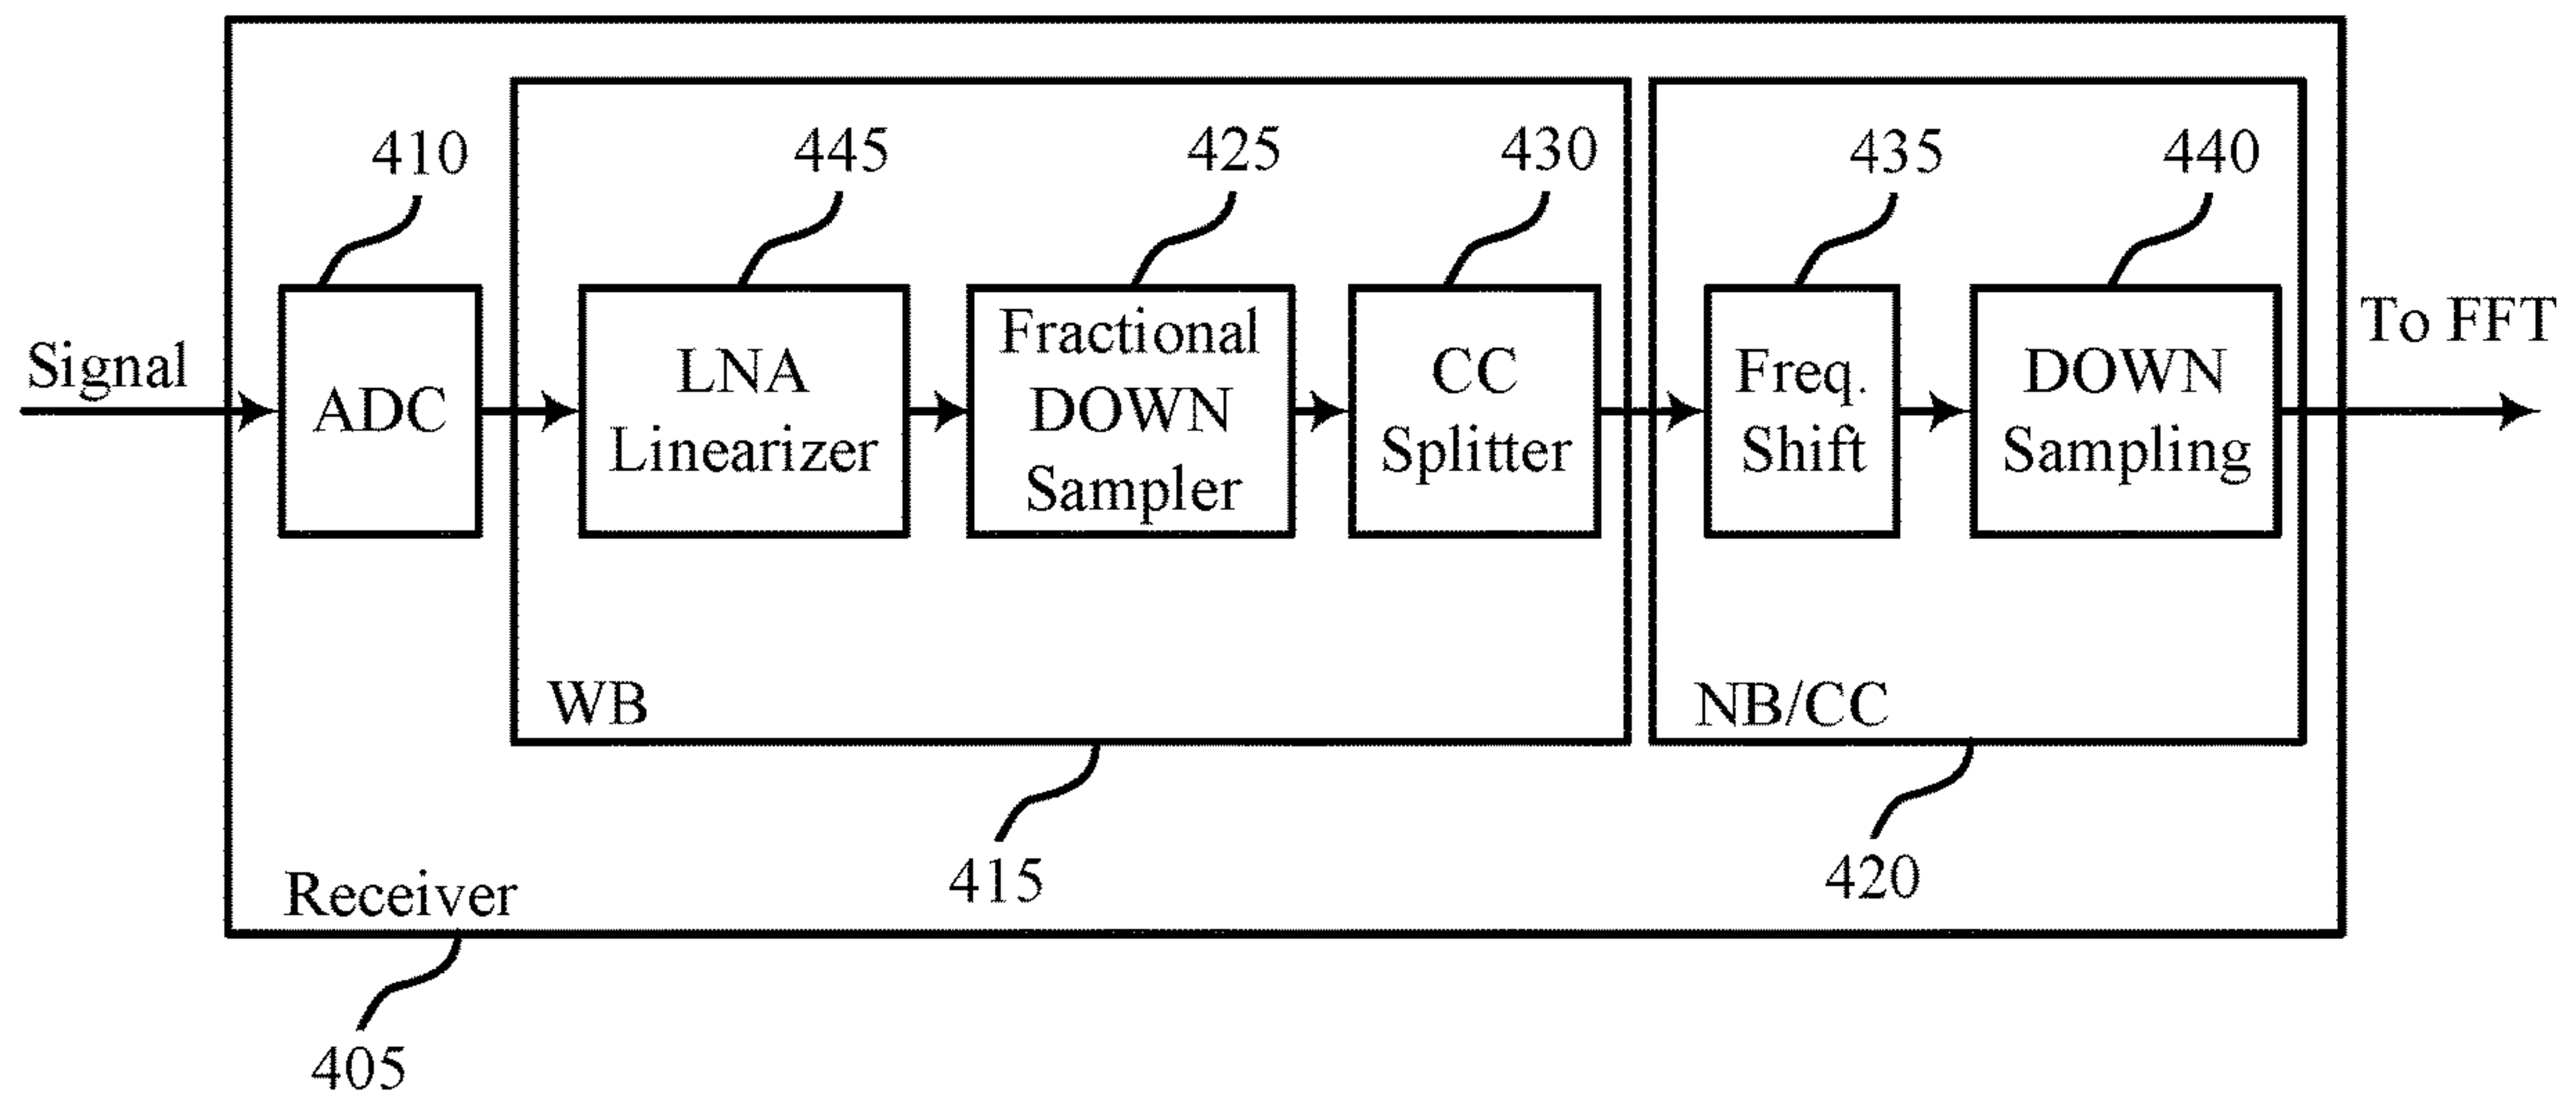 410
445
425
430
435
440
Signal
ADC
LNA
Linearizer
Fractional
DOWN
Sampler
CC
Splitter
Freq.
Shift
DOWN
Sampling
To FFT
WB
NB/CC
415
420
Receiver
405